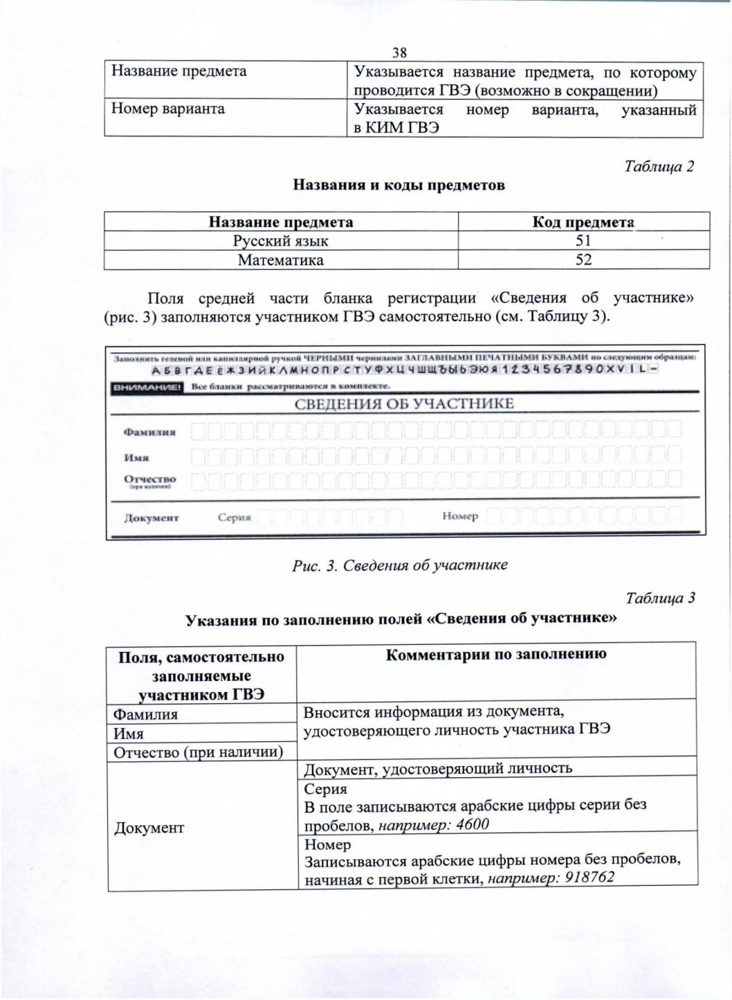 38
Название предмета
Указывается название предмета, по которому
проводится ГВЭ (возможно в сокращении)
Номер варианта
Указывается номер варианта, указанный
в КИМ ГВЭ
Таблица 2
Названия и коды предметов
Название предмета Код предмета
Русский язык 51
Математика 52
Поля средней части бланка регистрации «Сведения об участнике»
(рис. 3) заполняются участником ГВЭ самостоятельно (см. Таблицу 3).
Заполнять гелевой или капиллярной ручкой ЧЕРНЫМИ чернилами ЗАГЛАВНЫМИ ПЕЧАТНЫМИ БУКВАМИ по следующим образцам:
АБВГДЕЁЖЗИЙКЛМНОПРСТУФХЦЧШЩЪЫЬЭЮЯ1234567890XVIL-
ВНИМАНИЕ! Все бланки рассматриваются в комплекте.
СВЕДЕНИЯ ОБ УЧАСТНИКЕ
Фамилия
Имя
Отчество
(при наличии)
Документ Серия Номер
Рис. 3. Сведения об участнике
Таблица 3
Указания по заполнению полей «Сведения об участнике»
Поля, самостоятельно
заполняемые
участником ГВЭ
Комментарии по заполнению
Фамилия
Имя
Отчество (при наличии)
Вносится информация из документа,
удостоверяющего личность участника ГВЭ
Документ
Документ, удостоверяющий личность
Серия
В поле записываются арабские цифры серии без
пробелов, например: 4600
Номер
Записываются арабские цифры номера без пробелов,
начиная с первой клетки, например: 918762